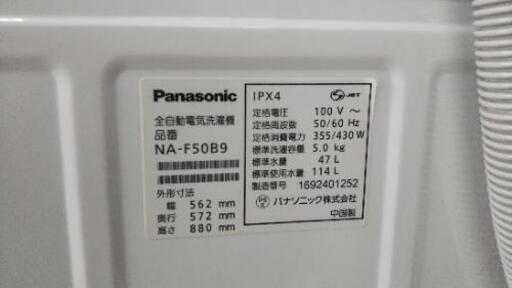 Panasonic
全自動電気洗濯機
品番
NA-F50B9
外形寸法
幅 562 mm
奥行 572 mm
高さ 880 mm
IPX4
JET
定格電圧 100 V ～
定格周波数 50/60 Hz
定格消費電力 355/430 W
標準洗濯容量 5.0 kg
標準水量 47 L
標準使用水量 114 L
製造番号 1692401252
PS E パナソニック株式会社
中国製